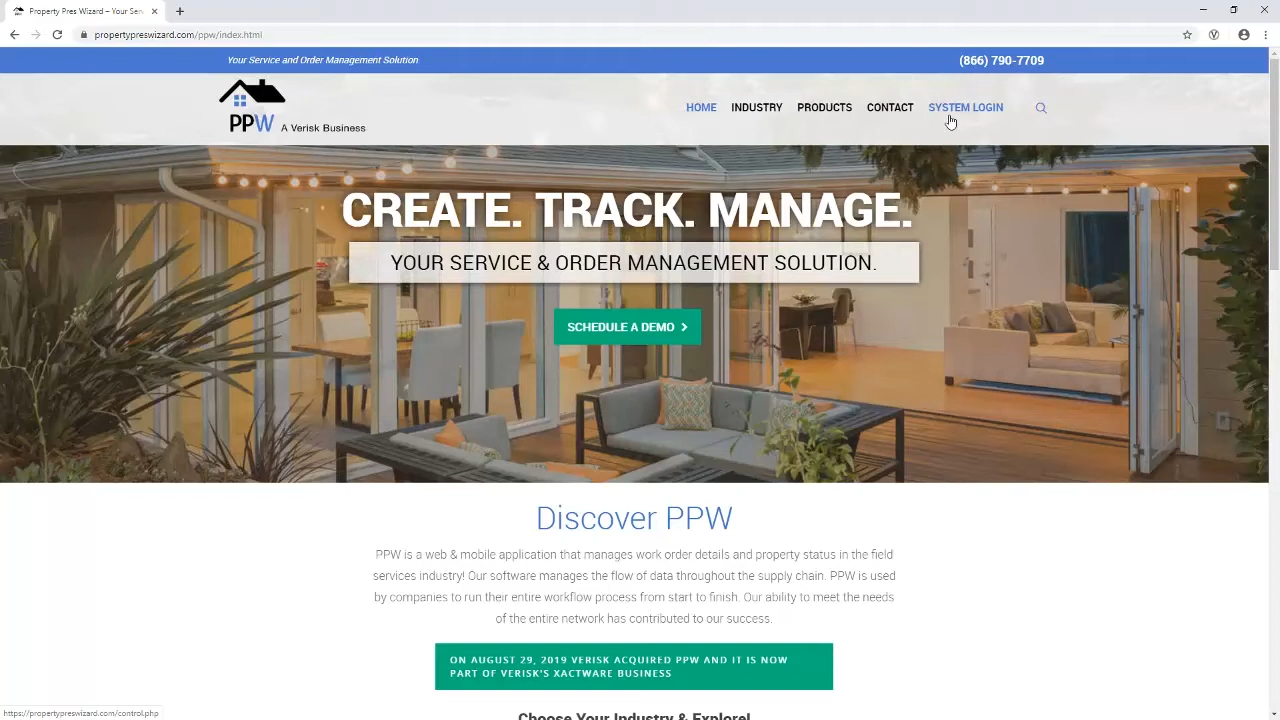 Property Pres Wizard – Your Serv
propertypreswizard.com/ppw/index.html
Your Service and Order Management Solution
(866) 790-7709
PPW A Verisk Business
HOME INDUSTRY PRODUCTS CONTACT SYSTEM LOGIN
CREATE. TRACK. MANAGE.
YOUR SERVICE & ORDER MANAGEMENT SOLUTION.
SCHEDULE A DEMO
Discover PPW
PPW is a web & mobile application that manages work order details and property status in the field
services industry! Our software manages the flow of data throughout the supply chain. PPW is used
by companies to run their entire workflow process from start to finish. Our ability to meet the needs
of the entire network has contributed to our success.
ON AUGUST 29, 2019 VERISK ACQUIRED PPW AND IT IS NOW
PART OF VERISK'S XACTWARE BUSINESS
Choose Your Industry & Explore!
https://propertypreswizard.com/control.php